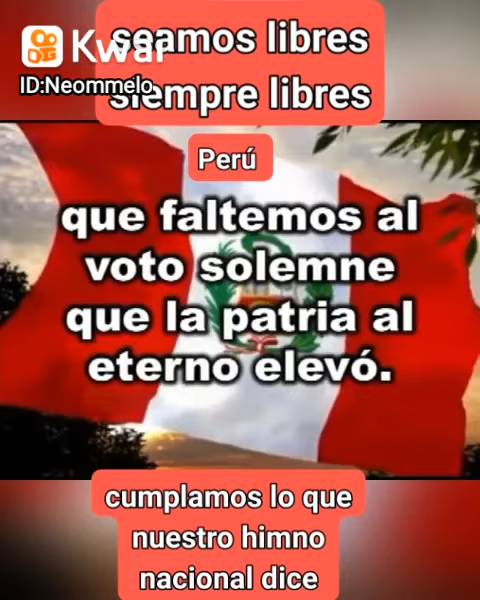 Kwai
ID:Neommelo
seamos libres
siempre libres
Perú
que faltemos al
voto solemne
que la patria al
eterno elevó.
cumplamos lo que
nuestro himno
nacional dice